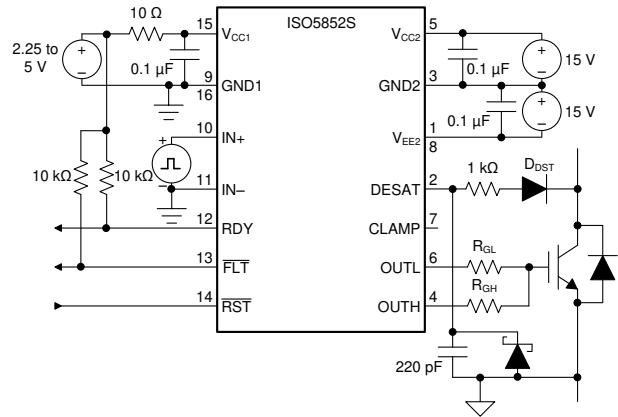 ISO5852S
10 Ω
15
VCC1
5
VCC2
2.25 to
5 V
15 V
0.1 µF
0.1 µF
9
GND1
3
GND2
16
15 V
10
IN+
0.1 µF
1
VEE2
8
+
−
+
−
+
−
10 kΩ
10 kΩ
11
IN–
1 kΩ
DDST
DESAT
2
12
RDY
CLAMP
7
13
FLT
OUTL
6
RGL
14
RST
OUTH
4
RGH
220 pF
+
−